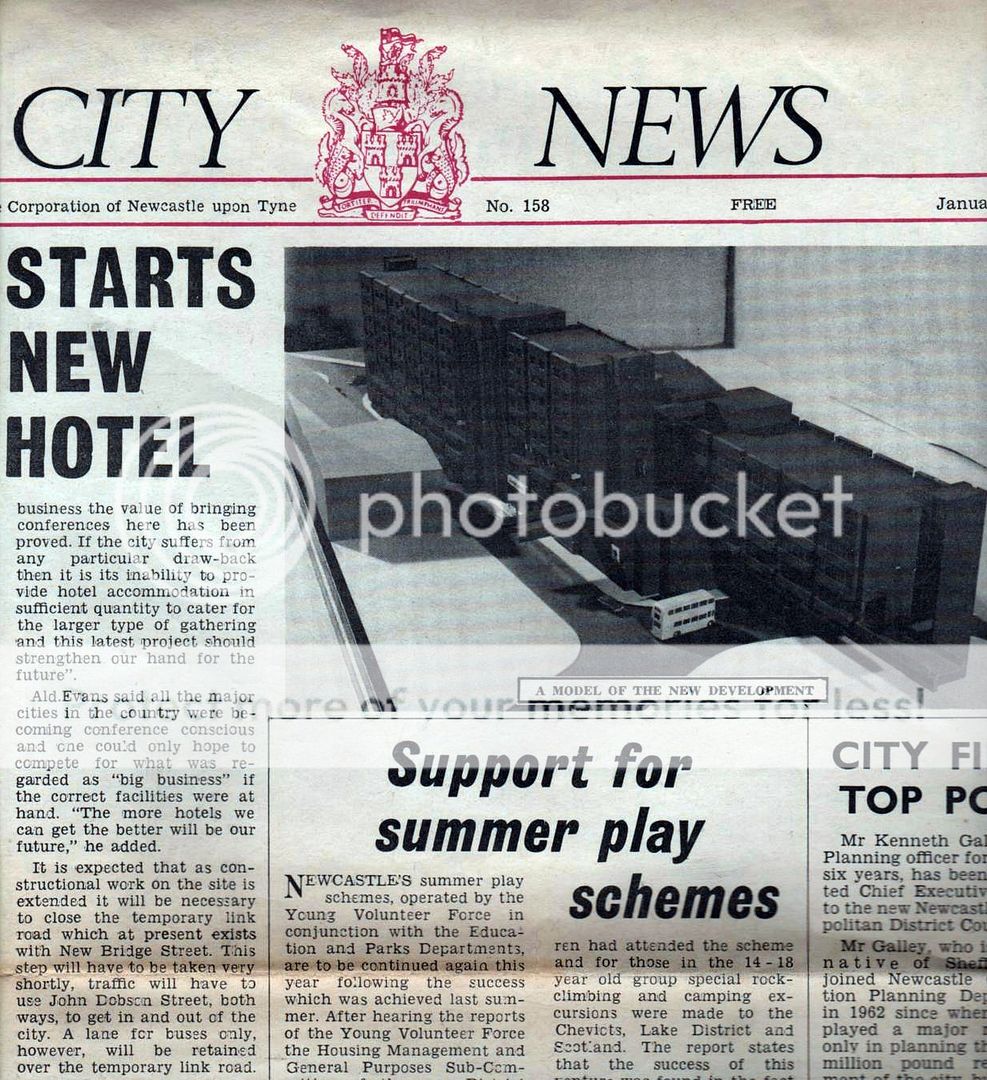 CITY NEWS
Corporation of Newcastle upon Tyne
FORTITER TRIUMPHANS
DEFENDIT
No. 158
FREE
Janua
STARTS
NEW
HOTEL
business the value of bringing
conferences here has been
proved. If the city suffers from
any particular draw-back
then it is its inability to pro-
vide hotel accommodation in
sufficient quantity to cater for
the larger type of gathering
and this latest project should
strengthen our hand for the
future".
Ald. Evans said all the major
cities in the country were be-
coming conference conscious
and one could only hope to
compete for what was re-
garded as "big business" if
the correct facilities were at
hand. "The more hotels we
can get the better will be our
future," he added.
It is expected that as con-
structional work on the site is
extended it will be necessary
to close the temporary link
road which at present exists
with New Bridge Street. This
step will have to be taken very
shortly, traffic will have to
use John Dobson Street, both
ways, to get in and out of the
city. A lane for buses only,
however, will be retained
over the temporary link road.
A MODEL OF THE NEW DEVELOPMENT
photobucket
more of your memories for less!
Support for
summer play
schemes
NEWCASTLE'S summer play
schemes, operated by the
Young Volunteer Force in
conjunction with the Educa-
tion and Parks Departments,
are to be continued again this
year following the success
which was achieved last sum-
mer. After hearing the reports
of the Young Volunteer Force
the Housing Management and
General Purposes Sub-Com-
ren had attended the scheme
and for those in the 14-18
year old group special rock-
climbing and camping ex-
cursions were made to the
Cheviots, Lake District and
Scotland. The report states
that the success of this
CITY FI
TOP PO
Mr Kenneth Gal
Planning officer for
six years, has been
ted Chief Executiv
to the new Newcastl
politan District Cou
Mr Galley, who i
native of Sheff
joined Newcastle
tion Planning Dep
in 1962 since when
played a major r
only in planning th
million pound re